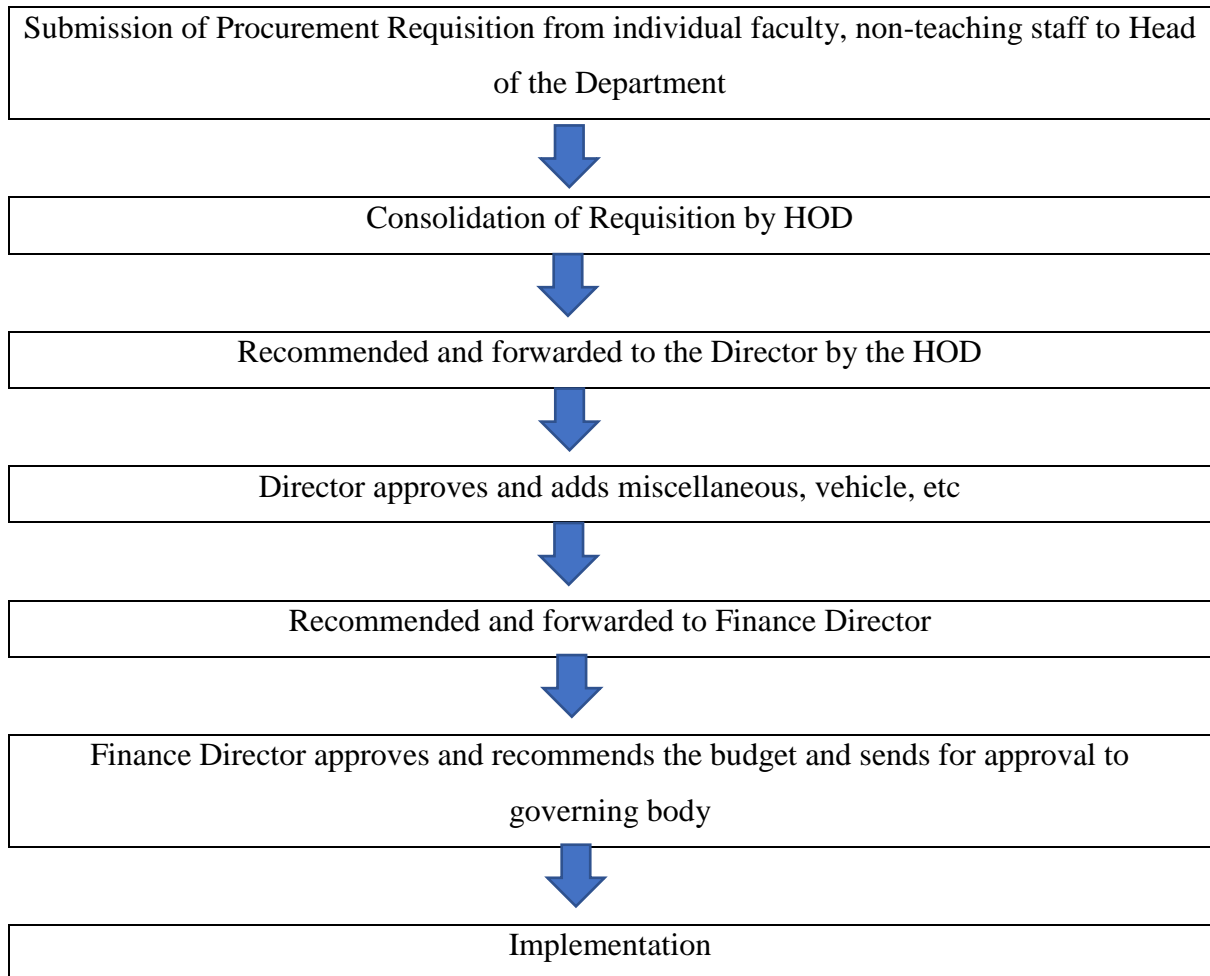 Submission of Procurement Requisition from individual faculty, non-teaching staff to Head
of the Department
Consolidation of Requisition by HOD
Recommended and forwarded to the Director by the HOD
Director approves and adds miscellaneous, vehicle, etc
Recommended and forwarded to Finance Director
Finance Director approves and recommends the budget and sends for approval to
governing body
Implementation